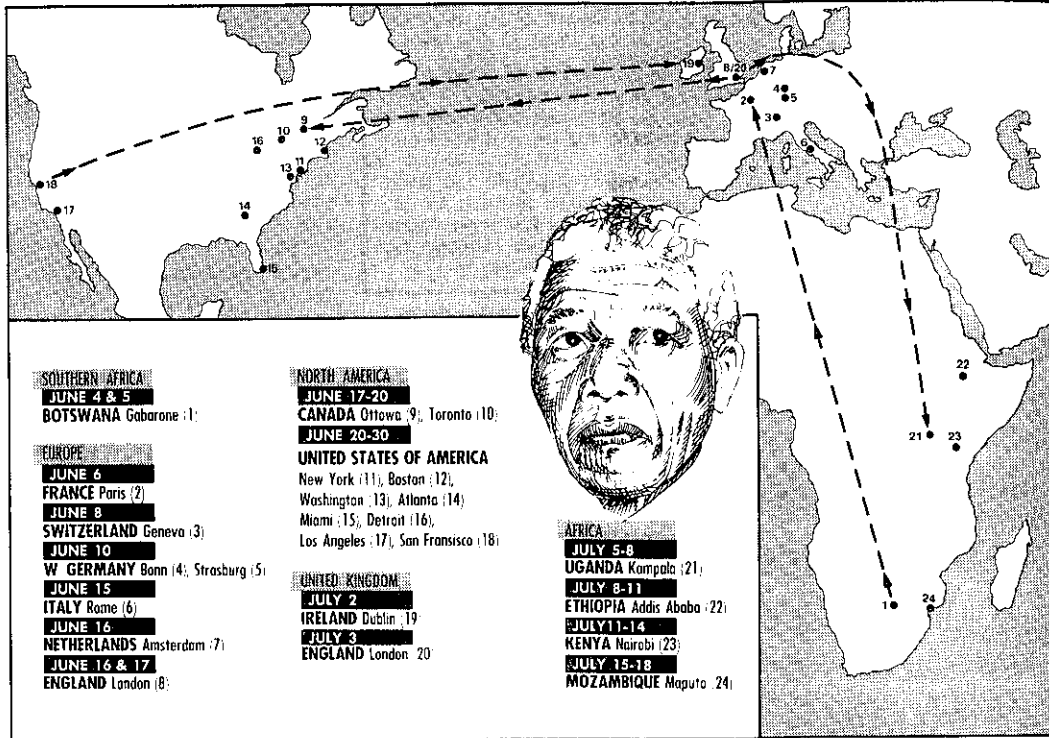 19
8/20
7
4
5
2
3
6
9
10
16
12
11
13
14
15
18
17
22
21
23
1
24
SOUTHERN AFRICA
JUNE 4 & 5
BOTSWANA Gabarone (1)
EUROPE
JUNE 6
FRANCE Paris (2)
JUNE 8
SWITZERLAND Geneva (3)
JUNE 10
W GERMANY Bonn (4), Strasburg (5)
JUNE 15
ITALY Rome (6)
JUNE 16
NETHERLANDS Amsterdam (7)
JUNE 16 & 17
ENGLAND London (8)
NORTH AMERICA
JUNE 17-20
CANADA Ottowa (9), Toronto (10)
JUNE 20-30
UNITED STATES OF AMERICA
New York (11), Boston (12),
Washington (13), Atlanta (14)
Miami (15), Detroit (16),
Los Angeles (17), San Fransisco (18)
UNITED KINGDOM
JULY 2
IRELAND Dublin (19)
JULY 3
ENGLAND London 20)
AFRICA
JULY 5-8
UGANDA Kampala (21)
JULY 8-11
ETHIOPIA Addis Ababa (22)
JULY11-14
KENYA Nairobi (23)
JULY 15-18
MOZAMBIQUE Maputo (24)